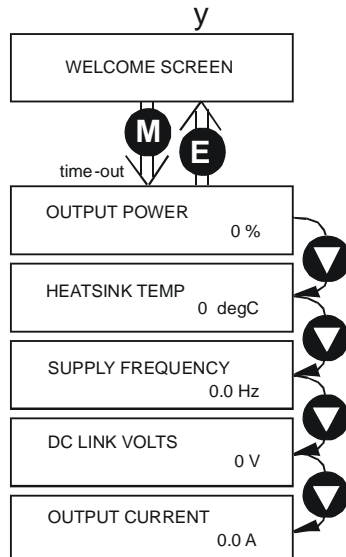 y
WELCOME SCREEN
M
E
time-out
OUTPUT POWER
0 %
HEATSINK TEMP
0 degC
SUPPLY FREQUENCY
0.0 Hz
DC LINK VOLTS
0 V
OUTPUT CURRENT
0.0 A